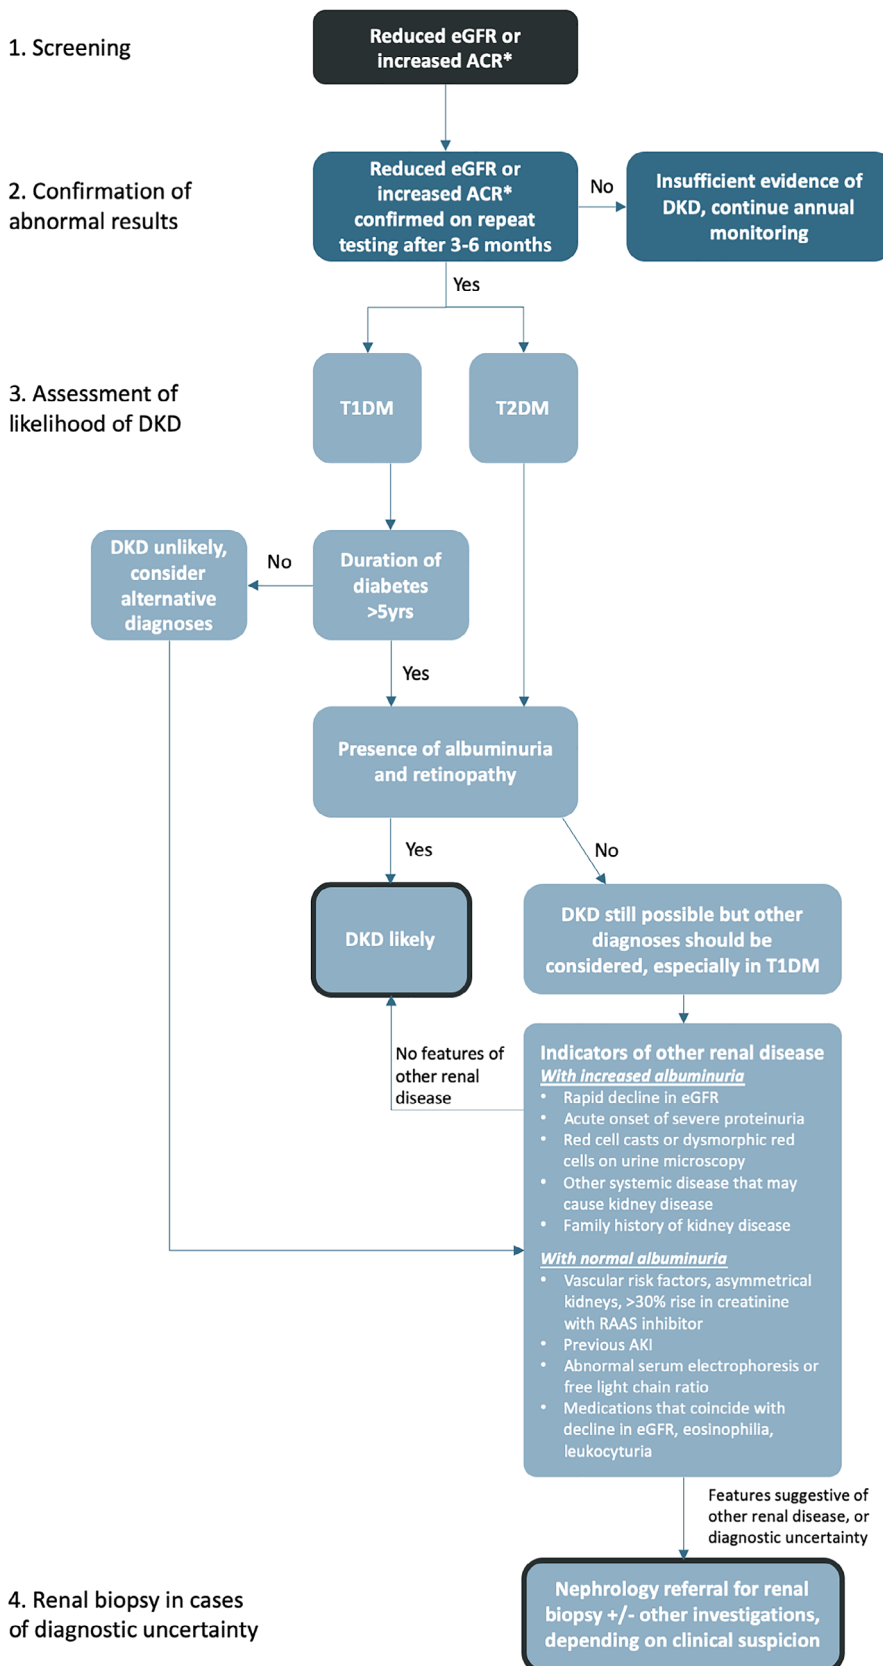 1. Screening
Reduced eGFR or
increased ACR*
2. Confirmation of
abnormal results
Reduced eGFR or
increased ACR*
confirmed on repeat
testing after 3-6 months
No
Insufficient evidence of
DKD, continue annual
monitoring
Yes
3. Assessment of
likelihood of DKD
T1DM
T2DM
DKD unlikely,
consider
alternative
diagnoses
No
Duration of
diabetes
>5yrs
Yes
Presence of albuminuria
and retinopathy
Yes
No
DKD likely
DKD still possible but other
diagnoses should be
considered, especially in T1DM
No features of
other renal
disease
Indicators of other renal disease
With increased albuminuria
• Rapid decline in eGFR
• Acute onset of severe proteinuria
• Red cell casts or dysmorphic red
cells on urine microscopy
• Other systemic disease that may
cause kidney disease
• Family history of kidney disease
With normal albuminuria
• Vascular risk factors, asymmetrical
kidneys, >30% rise in creatinine
with RAAS inhibitor
• Previous AKI
• Abnormal serum electrophoresis or
free light chain ratio
• Medications that coincide with
decline in eGFR, eosinophilia,
leukocyturia
Features suggestive of
other renal disease, or
diagnostic uncertainty
4. Renal biopsy in cases
of diagnostic uncertainty
Nephrology referral for renal
biopsy +/- other investigations,
depending on clinical suspicion